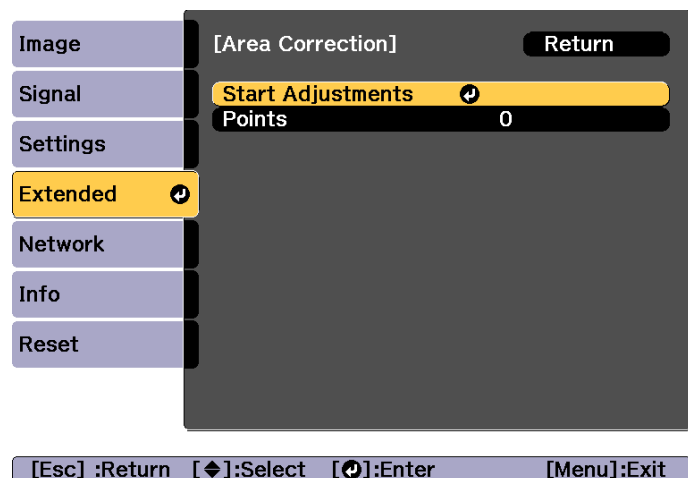 Image
Signal
Settings
Extended
Network
Info
Reset
[Area Correction] Return
Start Adjustments
Points 0
[Esc] :Return [◆]:Select [↵]:Enter [Menu]:Exit